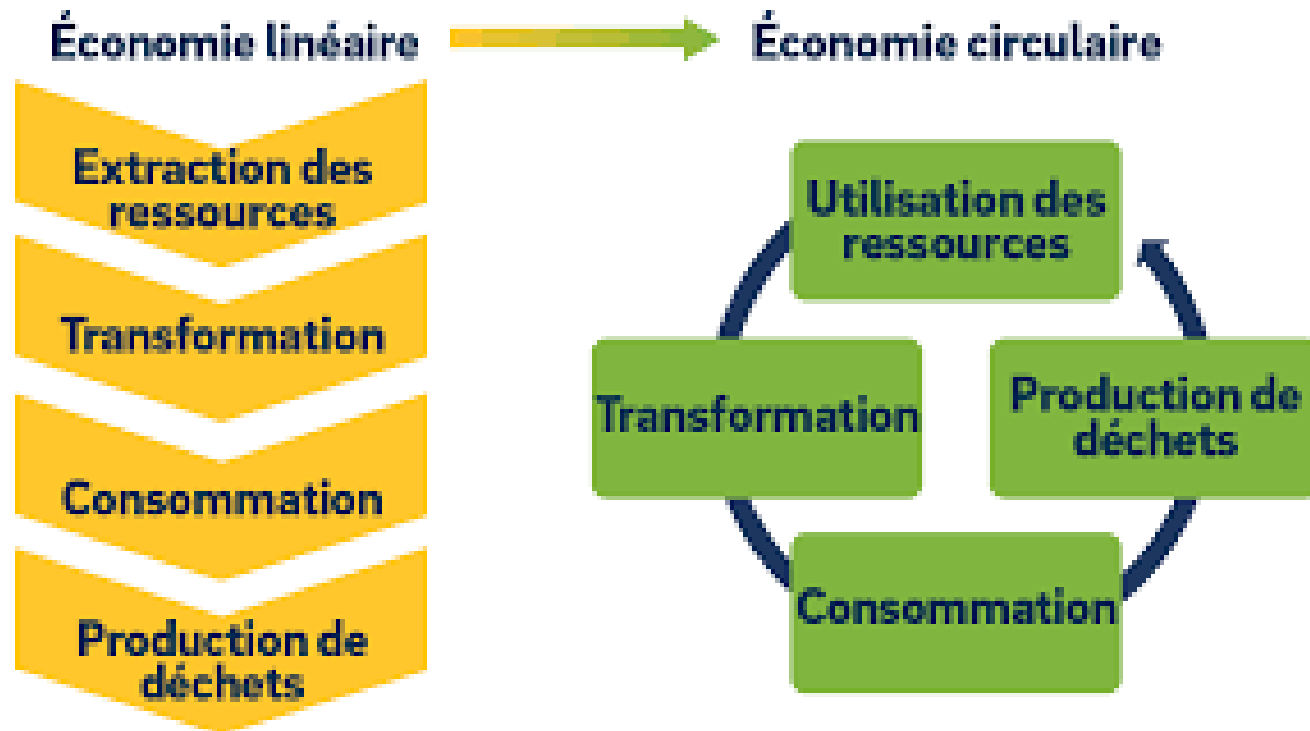 Économie linéaire
Économie circulaire
Extraction des
ressources
Transformation
Consommation
Production de
déchets
Utilisation des
ressources
Transformation
Production de
déchets
Consommation